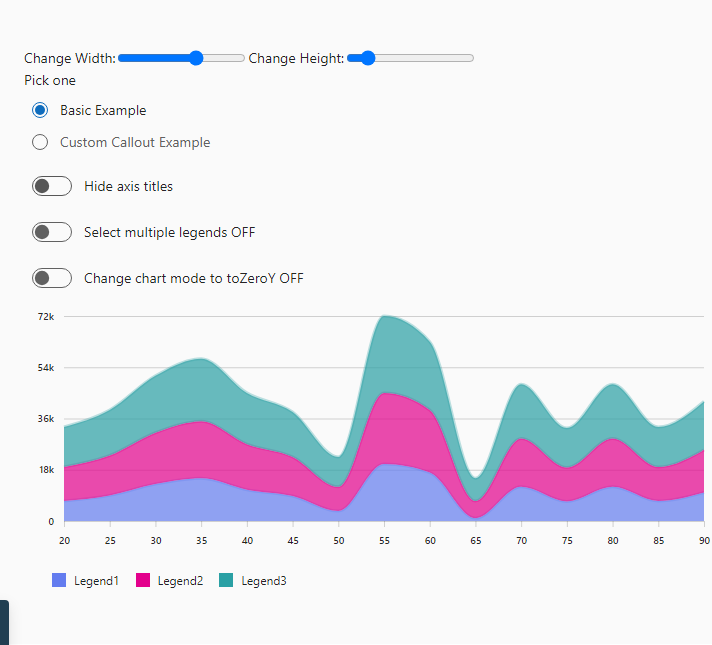 Change Width: Change Height:
Pick one
Basic Example
Custom Callout Example
Hide axis titles
Select multiple legends OFF
Change chart mode to toZeroY OFF
72k
54k
36k
18k
0
20 25 30 35 40 45 50 55 60 65 70 75 80 85 90
Legend1 Legend2 Legend3